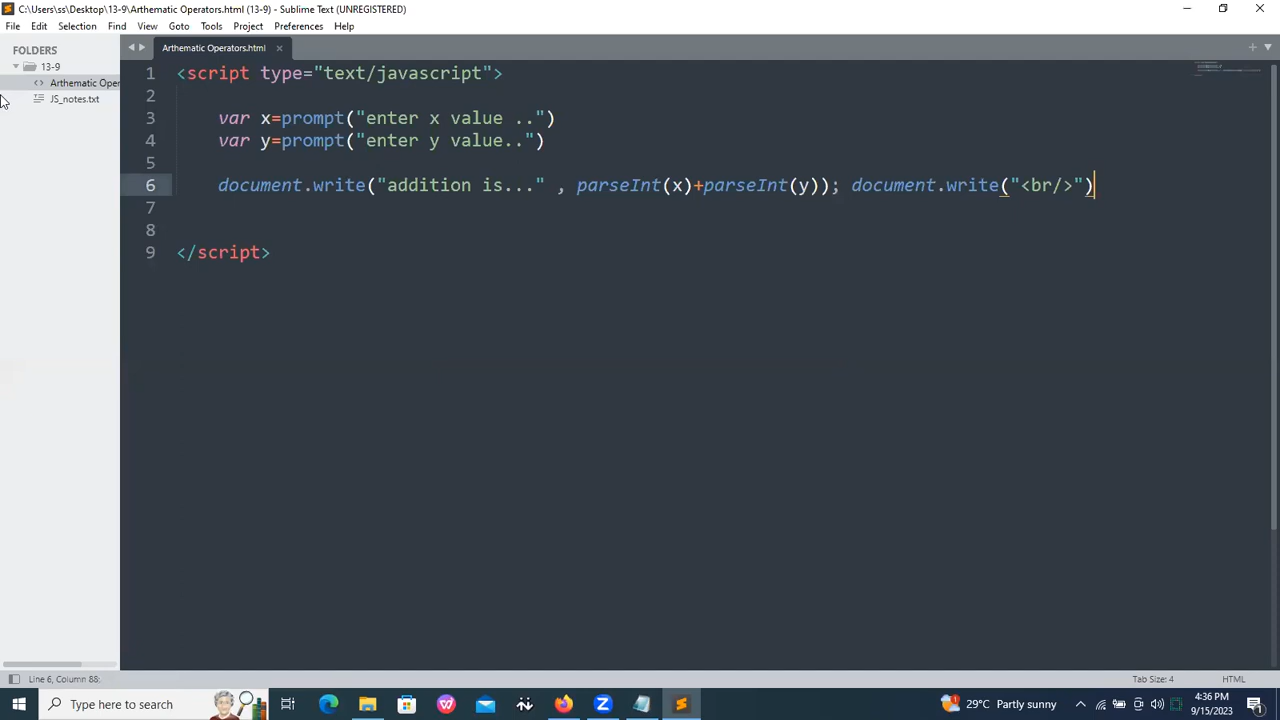 C:\Users\ss\Desktop\13-9\Arthematic Operators.html (13-9) - Sublime Text (UNREGISTERED)
File Edit Selection Find View Goto Tools Project Preferences Help
FOLDERS
13-9
Arthematic Oper
JS_notes.txt
Arthematic Operators.html
1 <script type="text/javascript">
2
3 var x=prompt("enter x value ..")
4 var y=prompt("enter y value..")
5
6 document.write("addition is..." , parseInt(x)+parseInt(y)); document.write("<br/>")
7
8
9 </script>
Line 6, Column 88; Tab Size: 4 HTML
Type here to search
29°C Partly sunny
4:36 PM
9/15/2023